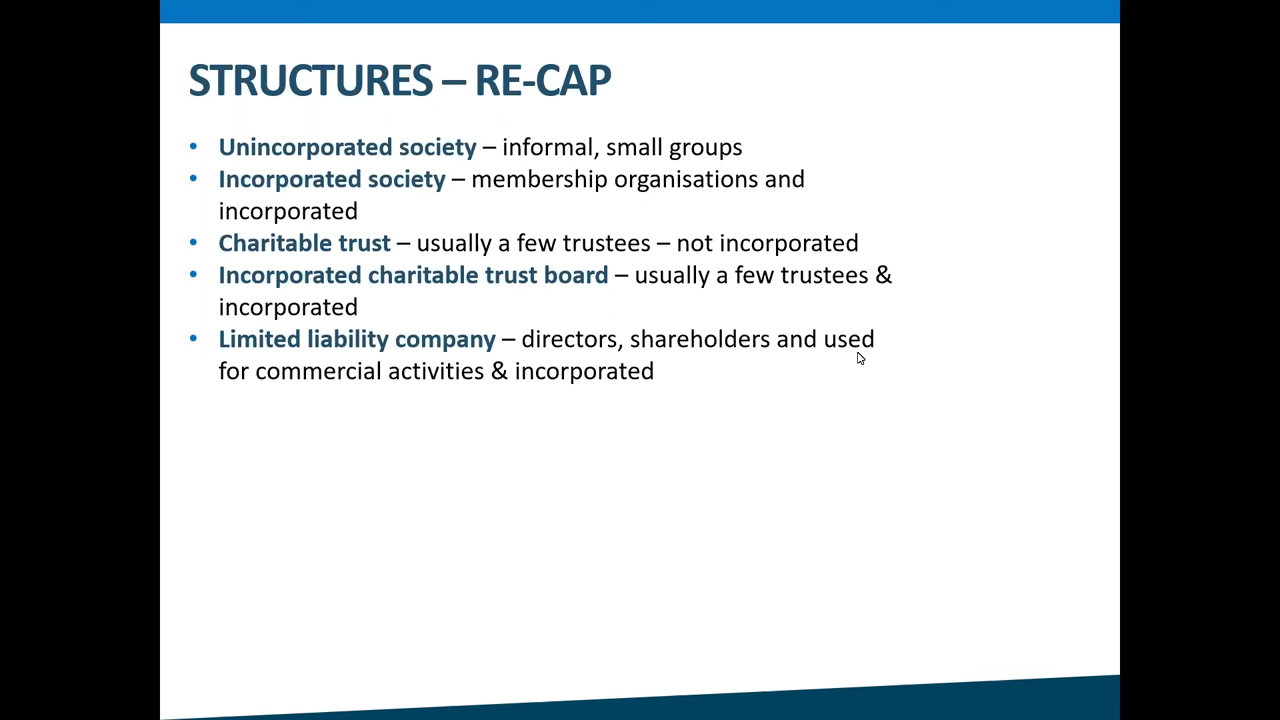 STRUCTURES – RE-CAP
• Unincorporated society – informal, small groups
• Incorporated society – membership organisations and
incorporated
• Charitable trust – usually a few trustees – not incorporated
• Incorporated charitable trust board – usually a few trustees &
incorporated
• Limited liability company – directors, shareholders and used
for commercial activities & incorporated